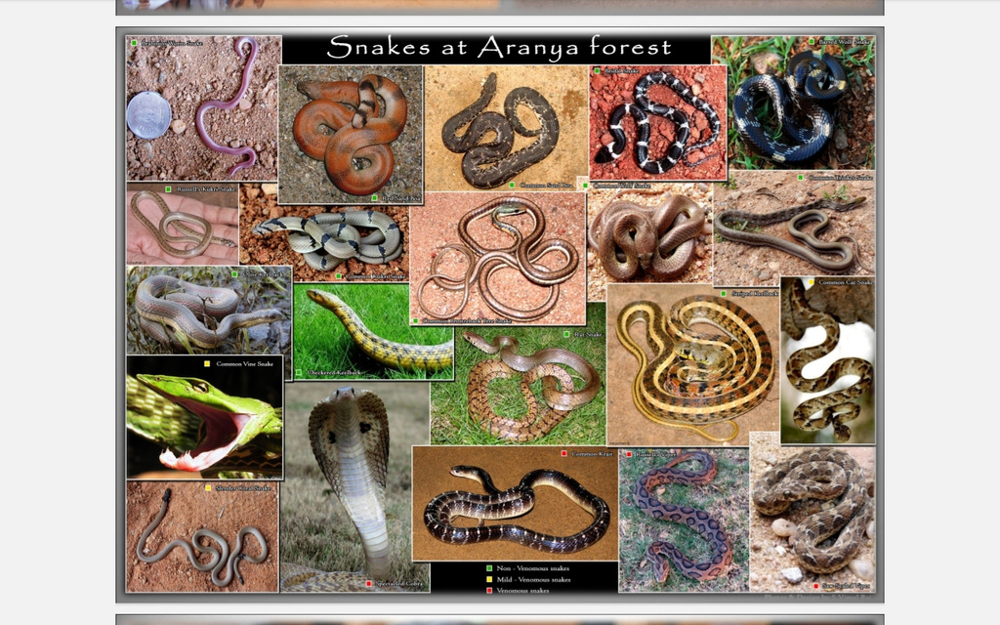 Snakes at Aranya forest
Brahminy Worm Snake
Barred Wolf Snake
Bridal Snake
Red Sand Boa
Common Sand Boa
Common Wolf Snake
Common Trinket Snake
Russell's Kukri Snake
Common Kukri Snake
Common Bronzeback Tree Snake
Keelback
Checkered Keelback
Rat Snake
Striped Keelback
Common Cat Snake
Common Vine Snake
Slender Coral Snake
Spectacled Cobra
Common Krait
Russell's Viper
Saw Scaled Viper
Non - Venomous snakes
Mild - Venomous snakes
Venomous snakes